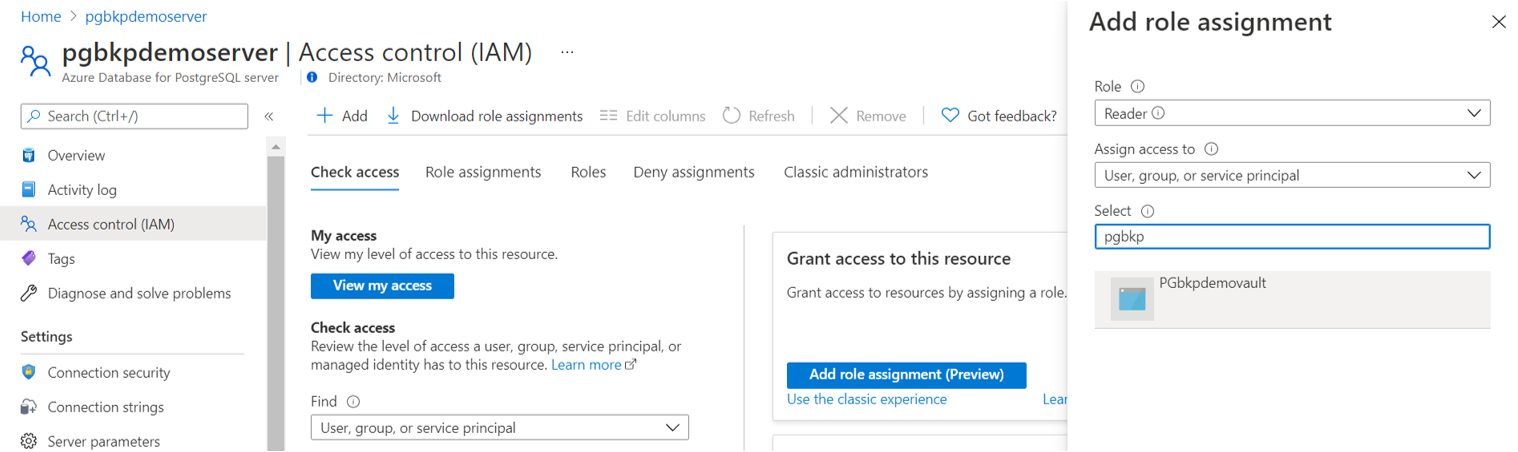 Home > pgbkpdemoserver
pgbkpdemoserver | Access control (IAM) ...
Azure Database for PostgreSQL server
Directory: Microsoft
Search (Ctrl+/)
«
Overview
Activity log
Access control (IAM)
Tags
Diagnose and solve problems
Settings
Connection security
Connection strings
Server parameters
+ Add
Download role assignments
Edit columns
Refresh
Remove
Got feedback?
Check access
Role assignments
Roles
Deny assignments
Classic administrators
My access
View my level of access to this resource.
View my access
Check access
Review the level of access a user, group, service principal, or
managed identity has to this resource. Learn more
Find
User, group, or service principal
Grant access to this resource
Grant access to resources by assigning a role.
Add role assignment (Preview)
Use the classic experience
Lear
Add role assignment
Role
Reader
Assign access to
User, group, or service principal
Select
pgbkp
PGbkpdemovault